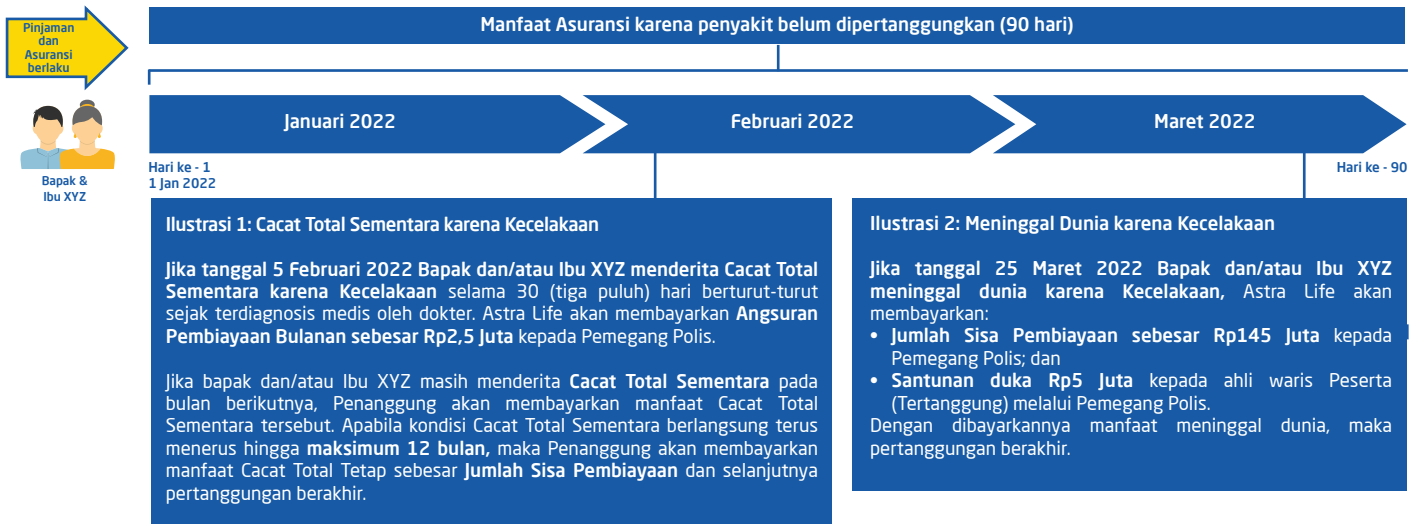 Pinjaman
dan
Asuransi
berlaku
Manfaat Asuransi karena penyakit belum dipertanggungkan (90 hari)
Januari 2022
Februari 2022
Maret 2022
Bapak &
Ibu XYZ
Hari ke - 1
1 Jan 2022
Hari ke - 90
Ilustrasi 1: Cacat Total Sementara karena Kecelakaan
Jika tanggal 5 Februari 2022 Bapak dan/atau Ibu XYZ menderita Cacat Total
Sementara karena Kecelakaan selama 30 (tiga puluh) hari berturut-turut
sejak terdiagnosis medis oleh dokter. Astra Life akan membayarkan Angsuran
Pembiayaan Bulanan sebesar Rp2,5 Juta kepada Pemegang Polis.
Jika bapak dan/atau Ibu XYZ masih menderita Cacat Total Sementara pada
bulan berikutnya, Penanggung akan membayarkan manfaat Cacat Total
Sementara tersebut. Apabila kondisi Cacat Total Sementara berlangsung terus
menerus hingga maksimum 12 bulan, maka Penanggung akan membayarkan
manfaat Cacat Total Tetap sebesar Jumlah Sisa Pembiayaan dan selanjutnya
pertanggungan berakhir.
Ilustrasi 2: Meninggal Dunia karena Kecelakaan
Jika tanggal 25 Maret 2022 Bapak dan/atau Ibu XYZ
meninggal dunia karena Kecelakaan, Astra Life akan
membayarkan:
• Jumlah Sisa Pembiayaan sebesar Rp145 Juta kepada
Pemegang Polis; dan
• Santunan duka Rp5 Juta kepada ahli waris Peserta
(Tertanggung) melalui Pemegang Polis.
Dengan dibayarkannya manfaat meninggal dunia, maka
pertanggungan berakhir.